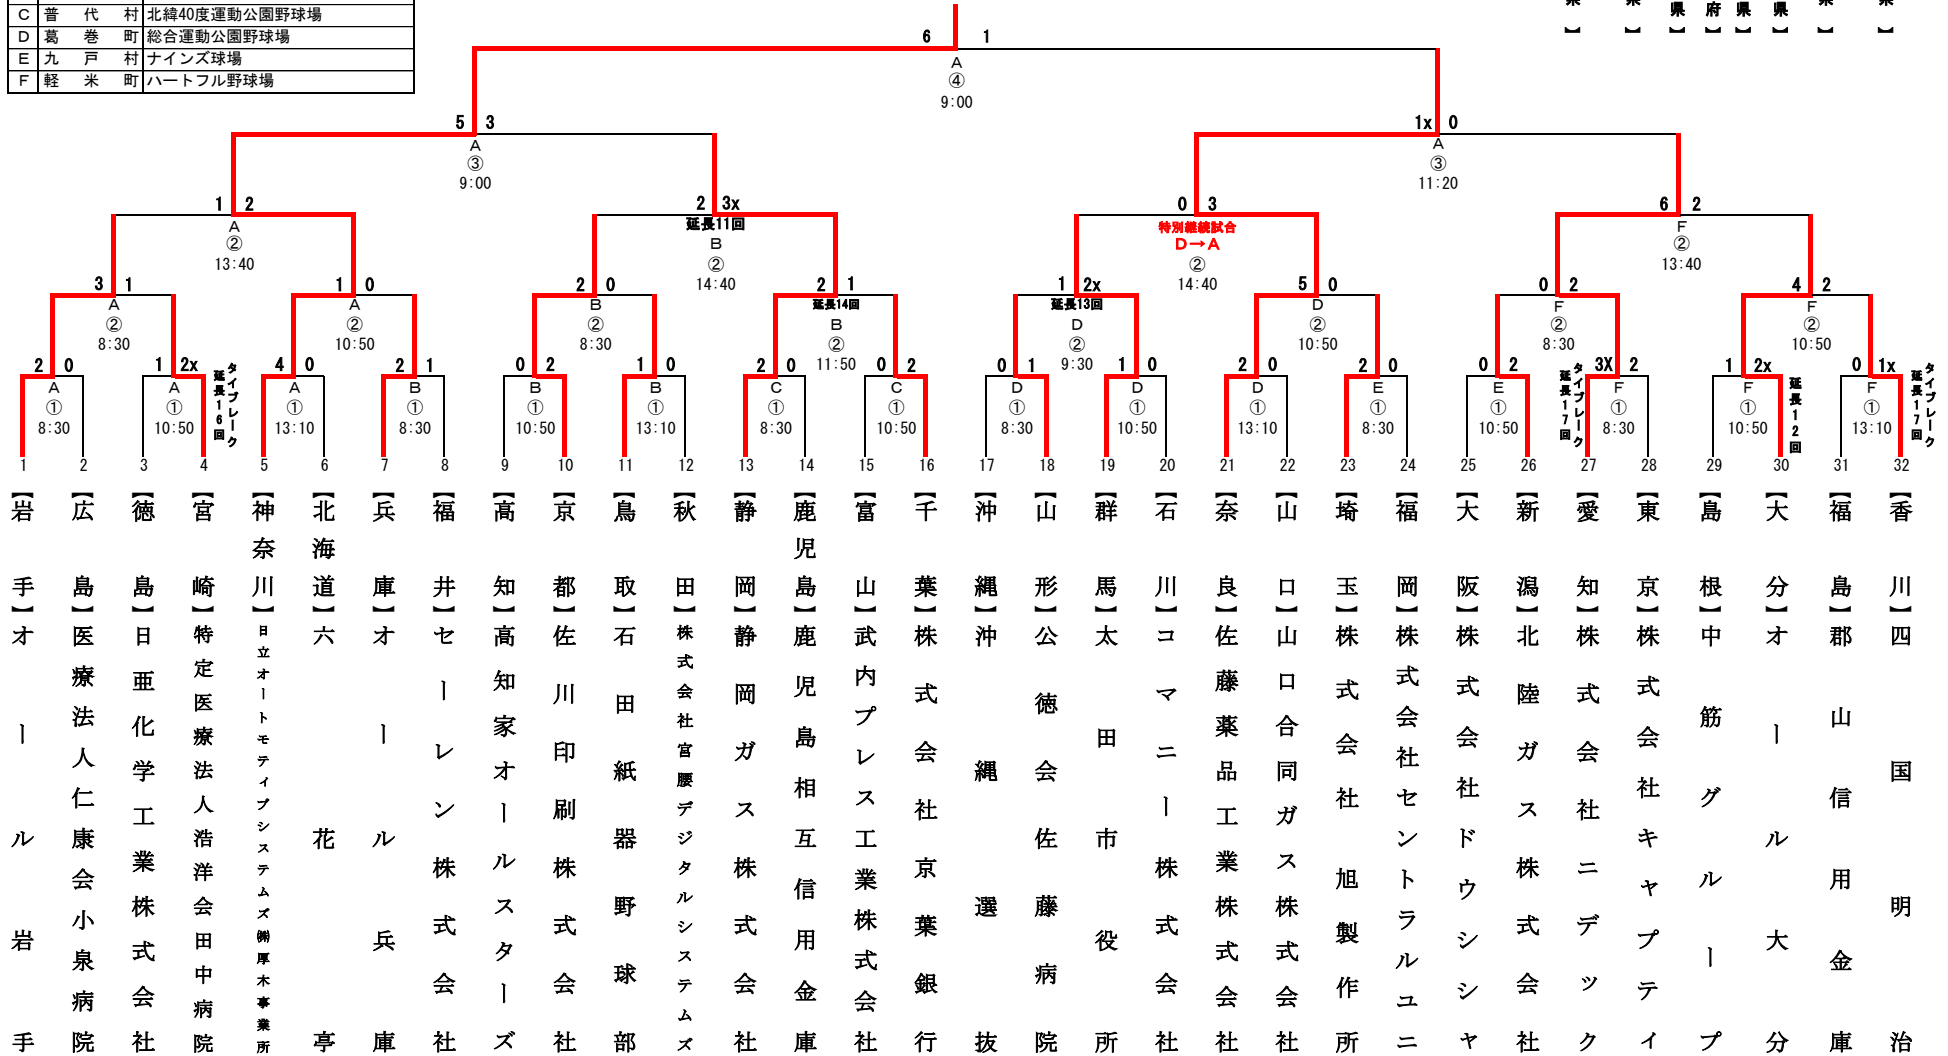 C 普代村 北緯40度運動公園野球場
D 葛巻町 総合運動公園野球場
E 九戸村 ナインズ球場
F 軽米町 ハートフル野球場
県】 府】 県】 県】
6 1
A
④
9:00
5 3
A
③
9:00
1x 0
A
③
11:20
1 2
A
②
13:40
2 3x
延長11回
B
②
14:40
0 3
特別継続試合
D→A
②
14:40
6 2
F
②
13:40
3 1
A
②
8:30
1 0
A
②
10:50
2 0
B
②
8:30
2 1
延長14回
B
②
11:50
1 2x
延長13回
D
②
9:30
5 0
D
②
10:50
0 2
F
②
8:30
4 2
F
②
10:50
2 0
A
①
8:30
1 2x
A
①
10:50
タイブレーク
延長16回
4 0
A
①
13:10
2 1
B
①
8:30
0 2
B
①
10:50
1 0
B
①
13:10
2 0
C
①
8:30
0 2
C
①
10:50
0 1
D
①
8:30
1 0
D
①
10:50
2 0
D
①
13:10
2 0
E
①
8:30
0 2
E
①
10:50
タイブレーク
延長17回
3X 2
F
①
8:30
1 2x
F
①
10:50
延長12回
0 1x
F
①
13:10
タイブレーク
延長17回
1 2 3 4 5 6 7 8 9 10 11 12 13 14 15 16 17 18 19 20 21 22 23 24 25 26 27 28 29 30 31 32
【岩手】オール岩手
【広島】医療法人仁康会小泉病院
【徳島】日亜化学工業株式会社
【宮崎】特定医療法人浩洋会田中病院
【神奈川】日立オートモティブシステムズ㈱厚木事業所
【北海道】六花亭
【兵庫】オール兵庫
【福井】セーレン株式会社
【高知】高知家オールスターズ
【京都】佐川印刷株式会社
【鳥取】石田紙器野球部
【秋田】株式会社宮腰デジタルシステムズ
【静岡】静岡ガス株式会社
【鹿児島】鹿児島相互信用金庫
【富山】武内プレス工業株式会社
【千葉】株式会社京葉銀行
【沖縄】沖縄選抜
【山形】公徳会佐藤病院
【群馬】太田市役所
【石川】コマニー株式会社
【奈良】佐藤薬品工業株式会社
【山口】山口合同ガス株式会社
【埼玉】株式会社旭製作所
【福岡】株式会社セントラルユニ
【大阪】株式会社ドウシシャ
【新潟】北陸ガス株式会社
【愛知】株式会社ニデック
【東京】株式会社キャプティ
【島根】中筋グループ
【大分】オール大分
【福島】郡山信用金庫
【香川】四国明治